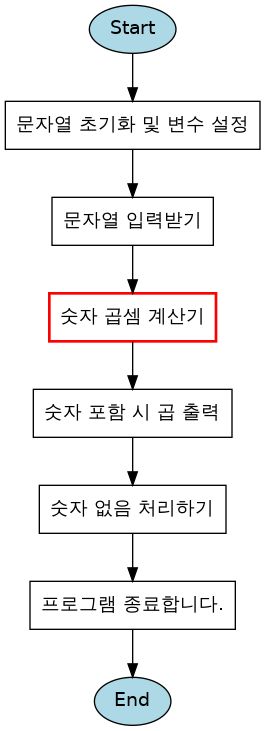 Start
문자열 초기화 및 변수 설정
문자열 입력받기
숫자 곱셈 계산기
숫자 포함 시 곱 출력
숫자 없음 처리하기
프로그램 종료합니다.
End